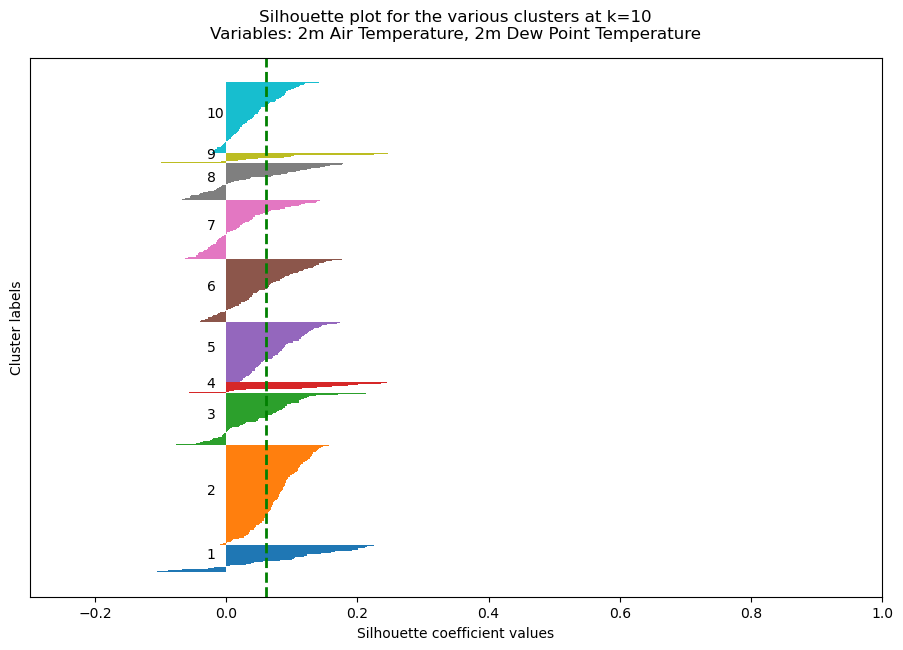 Silhouette plot for the various clusters at k=10
Variables: 2m Air Temperature, 2m Dew Point Temperature
Cluster labels
10
9
8
7
6
5
4
3
2
1
−0.2 0.0 0.2 0.4 0.6 0.8 1.0
Silhouette coefficient values